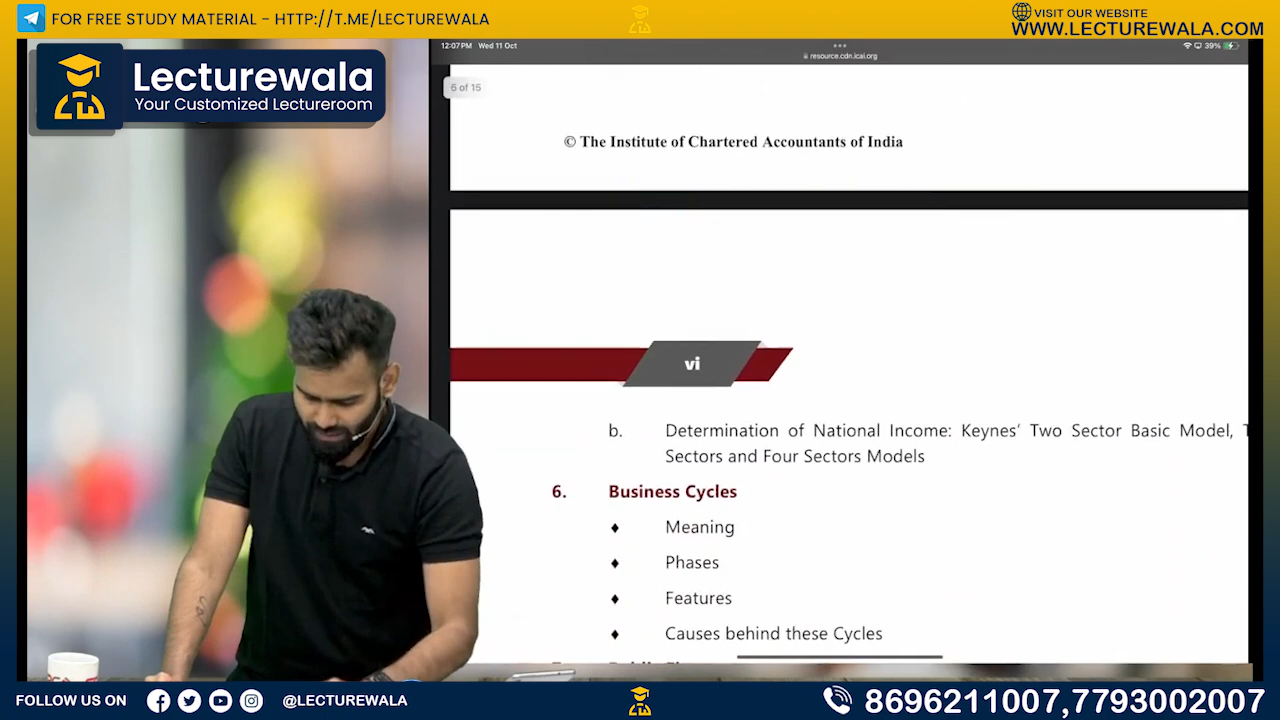 FOR FREE STUDY MATERIAL - HTTP://T.ME/LECTUREWALA
VISIT OUR WEBSITE
WWW.LECTUREWALA.COM
Lecturewala
Your Customized Lectureroom
12:07 PM Wed 11 Oct
resource.cdn.icai.org
39%
6 of 15
© The Institute of Chartered Accountants of India
vi
b. Determination of National Income: Keynes’ Two Sector Basic Model,
Sectors and Four Sectors Models
6. Business Cycles
♦ Meaning
♦ Phases
♦ Features
♦ Causes behind these Cycles
FOLLOW US ON
@LECTUREWALA
8696211007,7793002007